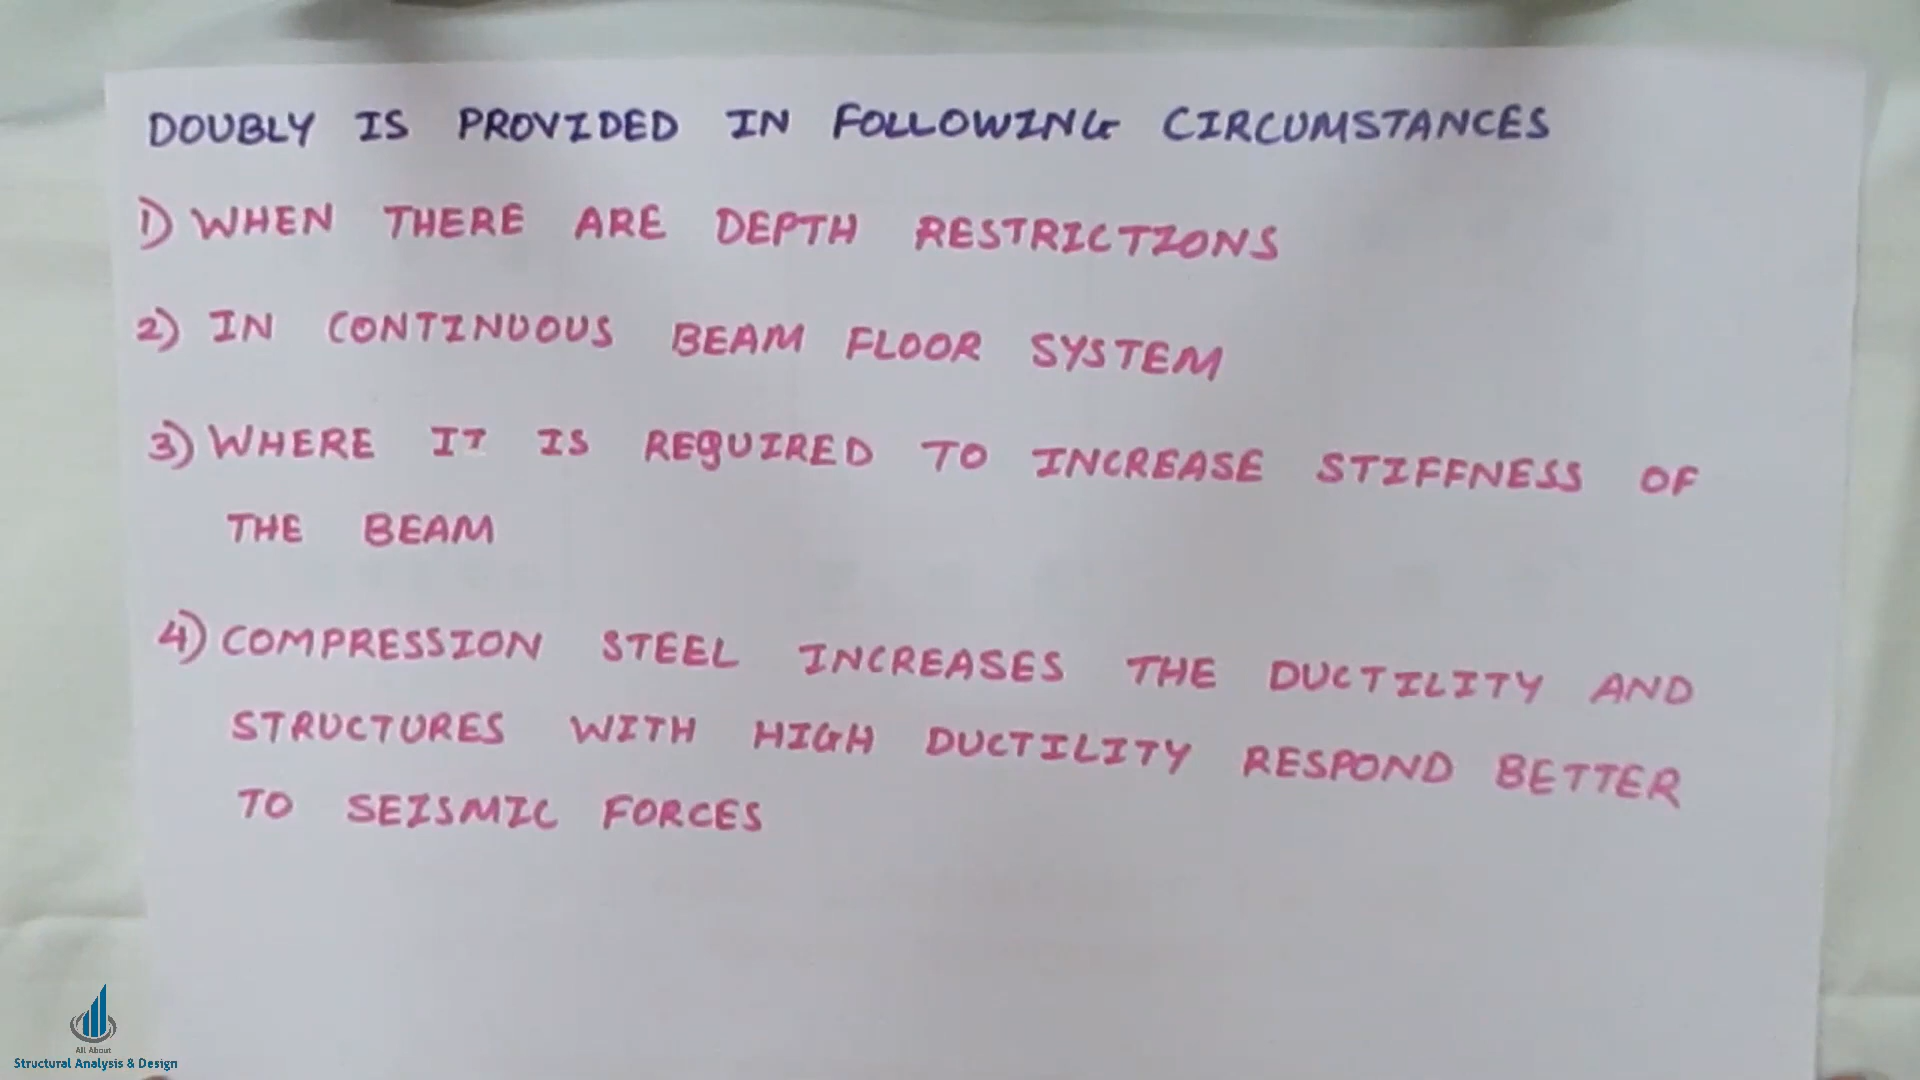 DOUBLY IS PROVIDED IN FOLLOWING CIRCUMSTANCES
1) WHEN THERE ARE DEPTH RESTRICTIONS
2) IN CONTINUOUS BEAM FLOOR SYSTEM
3) WHERE IT IS REQUIRED TO INCREASE STIFFNESS OF
THE BEAM
4) COMPRESSION STEEL INCREASES THE DUCTILITY AND
STRUCTURES WITH HIGH DUCTILITY RESPOND BETTER
TO SEISMIC FORCES
All About
Structural Analysis & Design